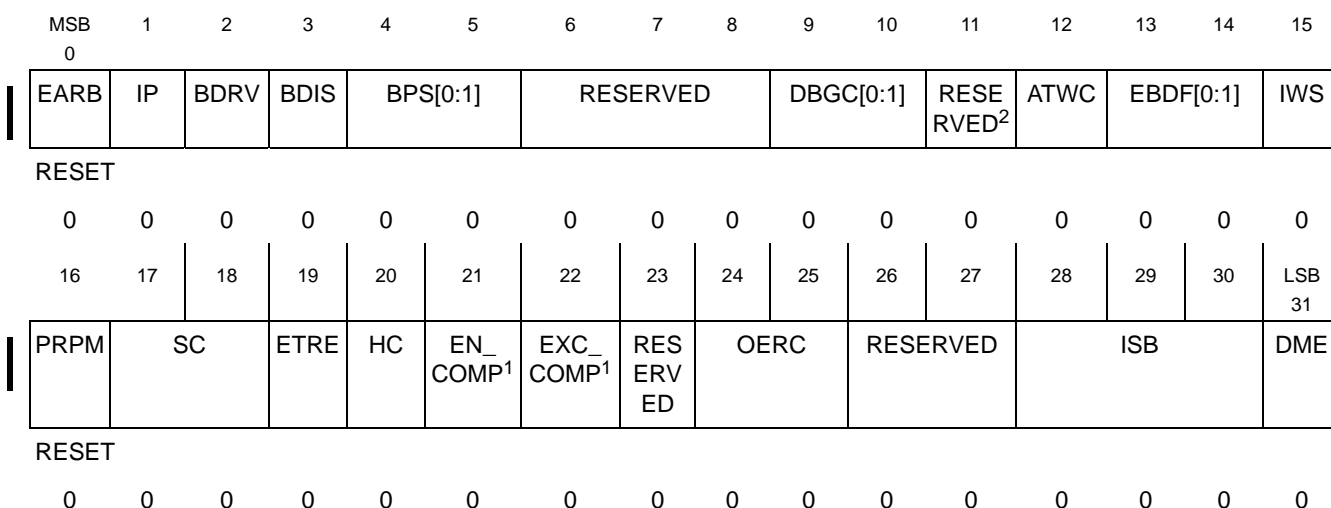 MSB 1 2 3 4 5 6 7 8 9 10 11 12 13 14 15
0
EARB IP BDRV BDIS BPS[0:1] RESERVED DBGC[0:1] RESE ATWC EBDF[0:1] IWS
RVED2
RESET
0 0 0 0 0 0 0 0 0 0 0 0 0 0 0 0
16 17 18 19 20 21 22 23 24 25 26 27 28 29 30 LSB
31
PRPM SC ETRE HC EN_ EXC_ RES OERC RESERVED ISB DME
COMP1 COMP1 ERV
ED
RESET
0 0 0 0 0 0 0 0 0 0 0 0 0 0 0 0